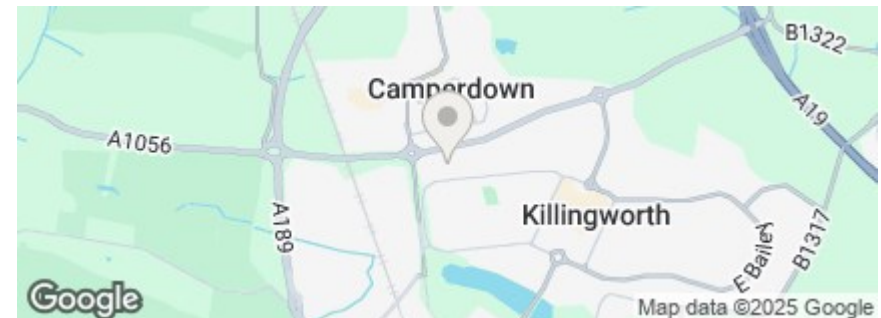 B1322
Camperdown
A19
A1056
Killingworth
A189
E Bailey
B1317
Google
Map data ©2025 Google